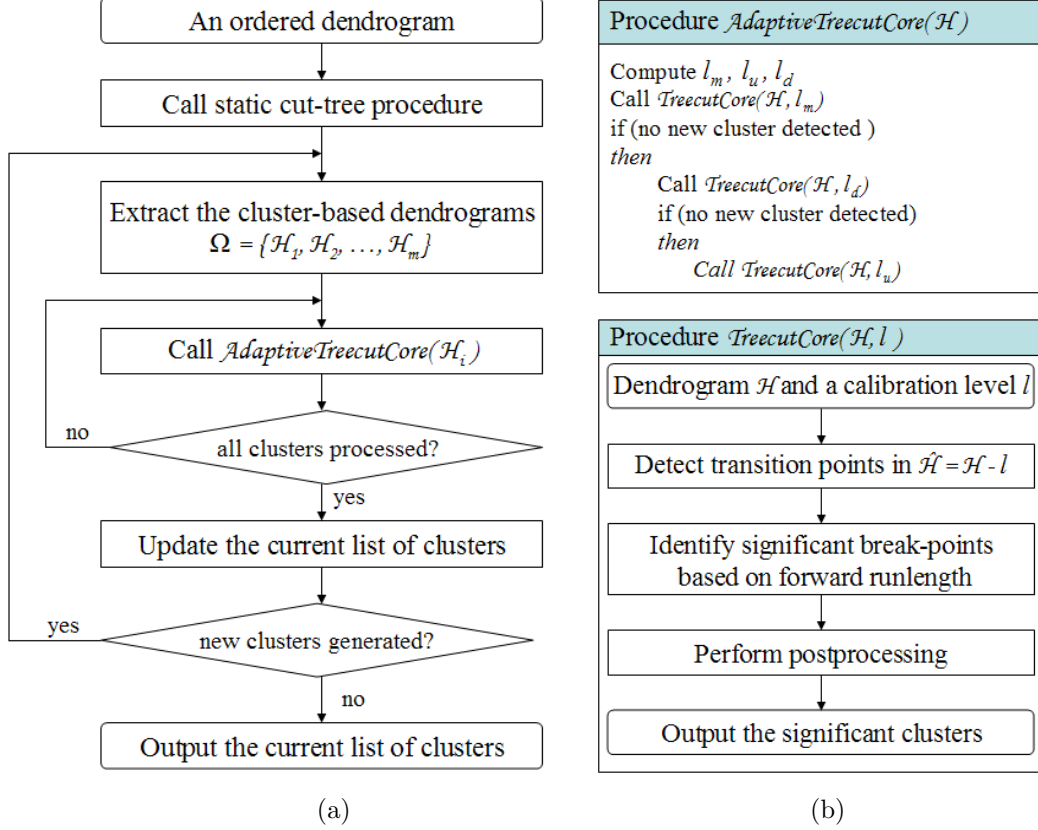 An ordered dendrogram
Call static cut-tree procedure
Extract the cluster-based dendrograms
Ω = {ℋ₁, ℋ₂, …, ℋₘ}
Call AdaptiveTreecutCore(ℋᵢ)
no
all clusters processed?
yes
Update the current list of clusters
yes
new clusters generated?
no
Output the current list of clusters
(a)
Procedure AdaptiveTreecutCore(ℋ)
Compute lₘ, lᵤ, l_d
Call TreecutCore(ℋ, lₘ)
if (no new cluster detected )
then
Call TreecutCore(ℋ, l_d)
if (no new cluster detected)
then
Call TreecutCore(ℋ, lᵤ)
Procedure TreecutCore(ℋ, l )
Dendrogram ℋ and a calibration level l
Detect transition points in ℋ̂ = ℋ - l
Identify significant break-points
based on forward runlength
Perform postprocessing
Output the significant clusters
(b)